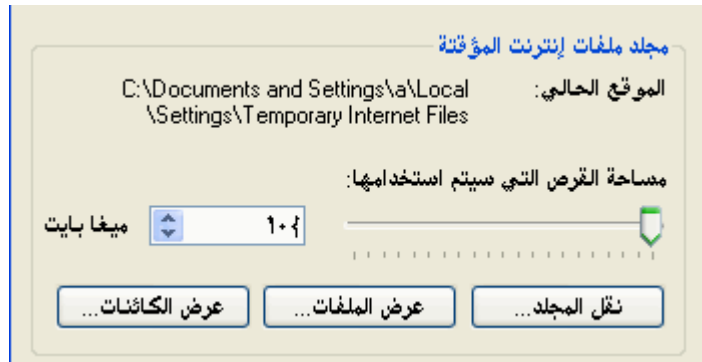 مجلد ملفات إنترنت المؤقتة
الموقع الحالي: C:\Documents and Settings\a\Local
\Settings\Temporary Internet Files
مساحة القرص التي سيتم استخدامها:
٦٠٤ ميغا بايت
نقل المجلد... عرض الملفات... عرض الكائنات...